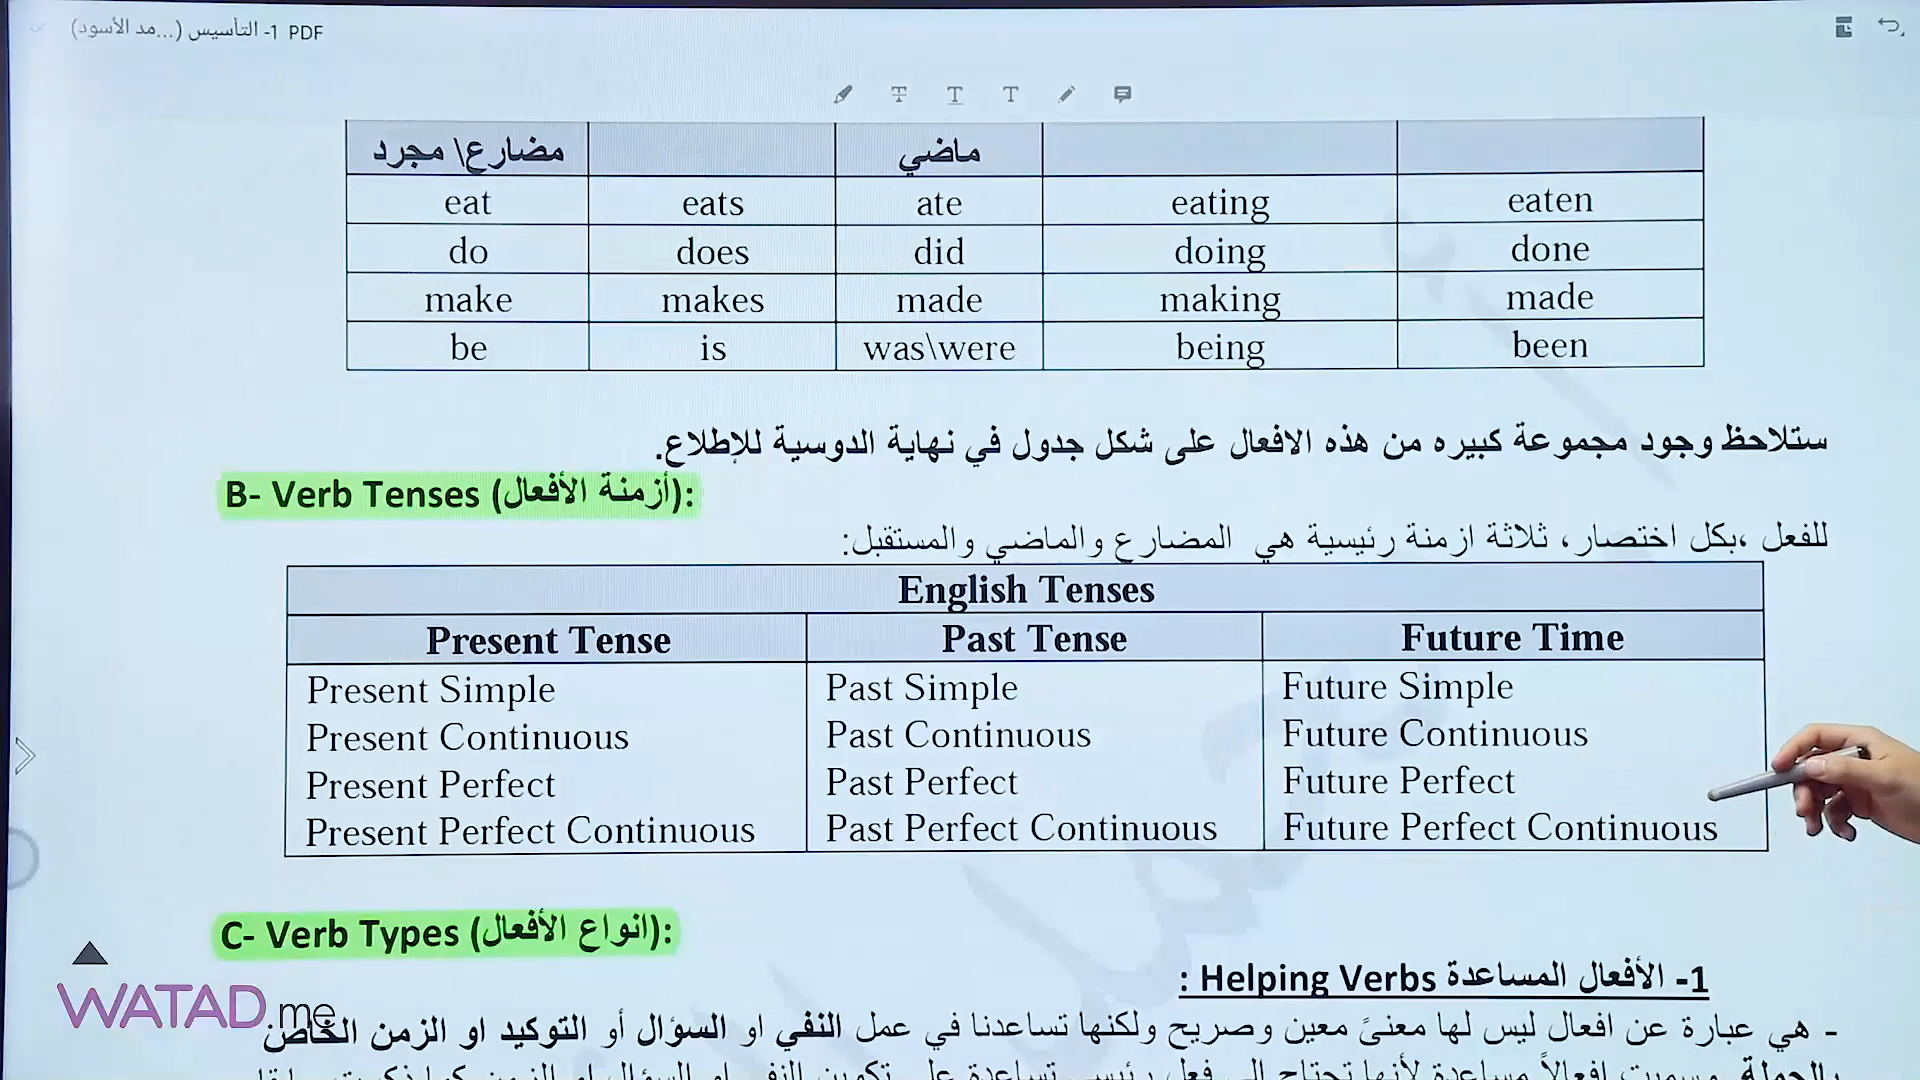 1- التأسيس (...مد الأسود) PDF
مضارع\ مجرد ماضي
eat eats ate eating eaten
do does did doing done
make makes made making made
be is was\were being been
ستلاحظ وجود مجموعة كبيره من هذه الافعال على شكل جدول في نهاية الدوسية للإطلاع.
B- Verb Tenses (أزمنة الأفعال):
للفعل ،بكل اختصار، ثلاثة ازمنة رئيسية هي المضارع والماضي والمستقبل:
English Tenses
Present Tense Past Tense Future Time
Present Simple Past Simple Future Simple
Present Continuous Past Continuous Future Continuous
Present Perfect Past Perfect Future Perfect
Present Perfect Continuous Past Perfect Continuous Future Perfect Continuous
C- Verb Types (انواع الأفعال):
1- الأفعال المساعدة Helping Verbs :
- هي عبارة عن افعال ليس لها معنىً معين وصريح ولكنها تساعدنا في عمل النفي او السؤال أو التوكيد او الزمن الخاص
WATAD.me